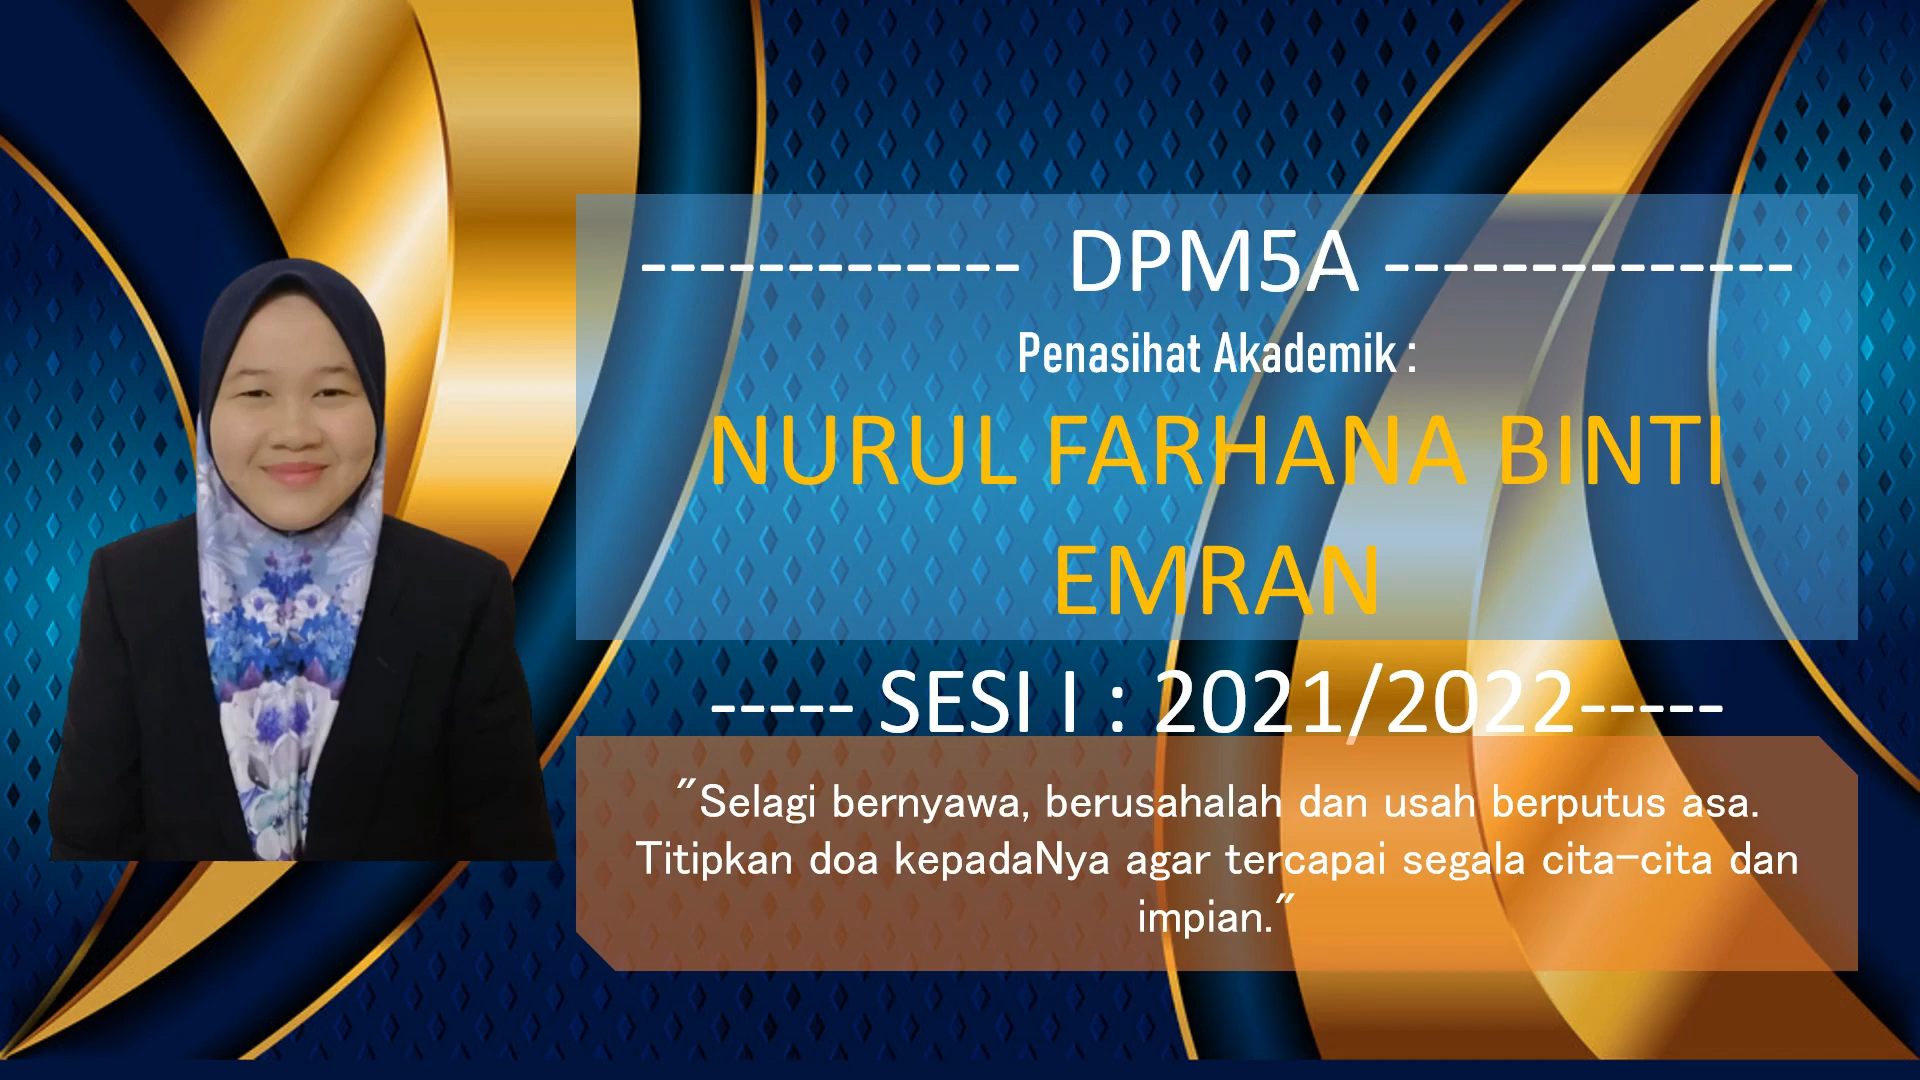 ------------- DPM5A --------------
Penasihat Akademik :
NURUL FARHANA BINTI
EMRAN
----- SESI I : 2021/2022-----
"Selagi bernyawa, berusahalah dan usah berputus asa.
Titipkan doa kepadaNya agar tercapai segala cita-cita dan
impian."